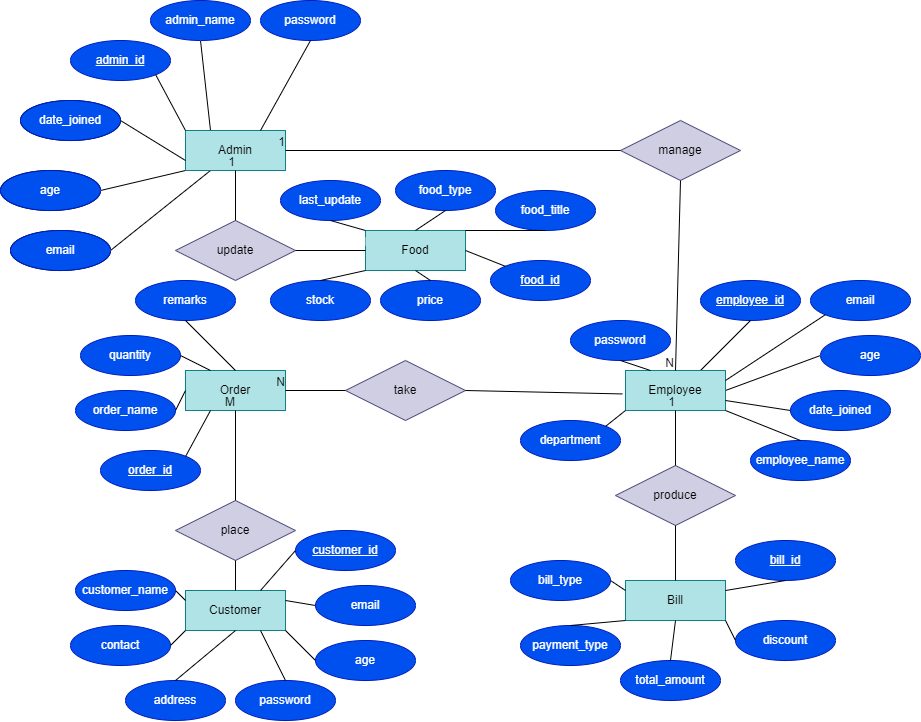 admin_name
password
admin_id
date_joined
1
Admin
1
manage
age
last_update
food_type
food_title
email
update
Food
food_id
remarks
stock
price
employee_id
email
password
quantity
age
N
Order
M
N
take
Employee
1
order_name
date_joined
department
order_id
employee_name
produce
place
customer_id
bill_type
bill_id
customer_name
email
Customer
Bill
contact
age
payment_type
discount
total_amount
address
password